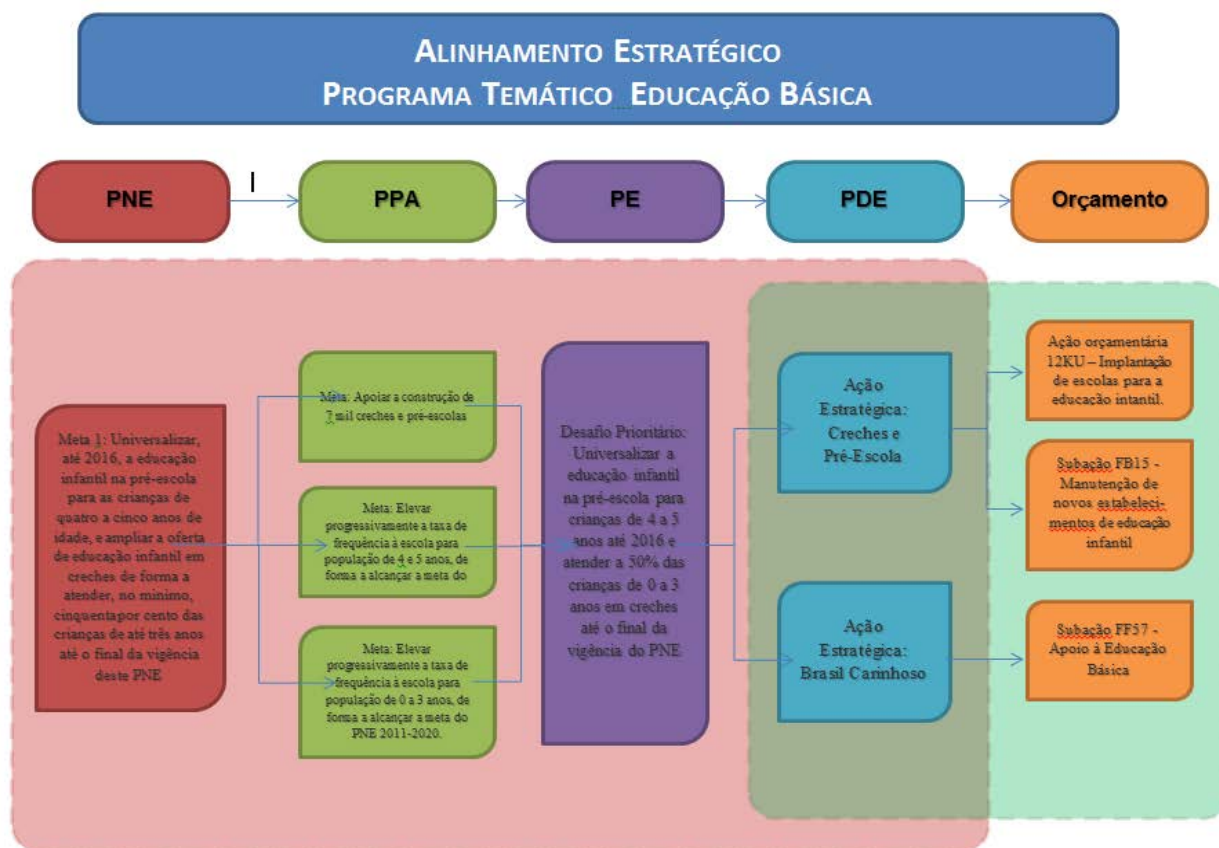 ALINHAMENTO ESTRATÉGICO
PROGRAMA TEMÁTICO EDUCAÇÃO BÁSICA
PNE
PPA
PE
PDE
Orçamento
Meta 1: Universalizar,
até 2016, a educação
infantil na pré-escola
para as crianças de
quatro a cinco anos de
idade, e ampliar a oferta
de educação infantil em
creches de forma a
atender, no mínimo,
cinquenta por cento das
crianças de até três anos
até o final da vigência
deste PNE
Meta: Apoiar a construção de
7 mil creches e pré-escolas
Meta: Elevar
progressivamente a taxa de
frequência à escola para
população de 4 e 5 anos, de
forma a alcançar a meta do
Meta: Elevar
progressivamente a taxa de
frequência à escola para
população de 0 a 3 anos, de
forma a alcançar a meta do
PNE 2011-2020.
Desafio Prioritário:
Universalizar a
educação infantil
na pré-escola para
crianças de 4 a 5
anos até 2016 e
atender a 50% das
crianças de 0 a 3
anos em creches
até o final da
vigência do PNE
Ação
Estratégica:
Creches e
Pré-Escola
Ação
Estratégica:
Brasil Carinhoso
Ação orçamentária
12KU – Implantação
de escolas para a
educação intantil.
Subação FB15 -
Manutenção de
novos estabeleci-
mentos de educação
infantil
Subação FF57 -
Apoio à Educação
Básica